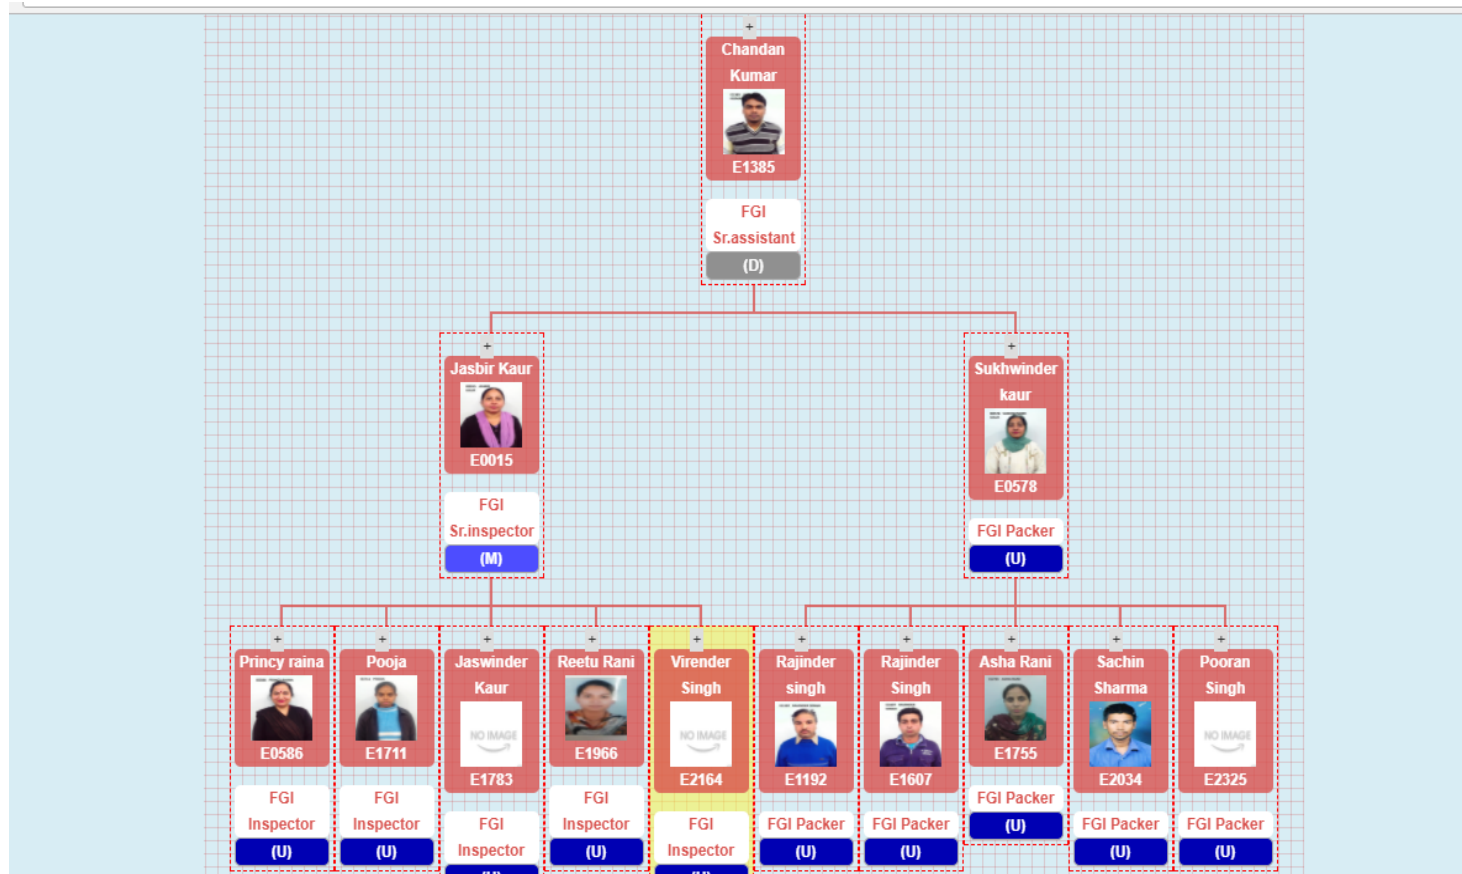 +
Chandan
Kumar
E1385
FGI
Sr.assistant
(D)
+
Jasbir Kaur
E0015
FGI
Sr.inspector
(M)
+
Sukhwinder
kaur
E0578
FGI Packer
(U)
+
Princy raina
E0586
FGI
Inspector
(U)
+
Pooja
E1711
FGI
Inspector
(U)
+
Jaswinder
Kaur
NO IMAGE
E1783
FGI
Inspector
(U)
+
Reetu Rani
E1966
FGI
Inspector
(U)
+
Virender
Singh
NO IMAGE
E2164
FGI
Inspector
(U)
+
Rajinder
singh
E1192
FGI Packer
(U)
+
Rajinder
Singh
E1607
FGI Packer
(U)
+
Asha Rani
E1755
FGI Packer
(U)
+
Sachin
Sharma
E2034
FGI Packer
(U)
+
Pooran
Singh
NO IMAGE
E2325
FGI Packer
(U)